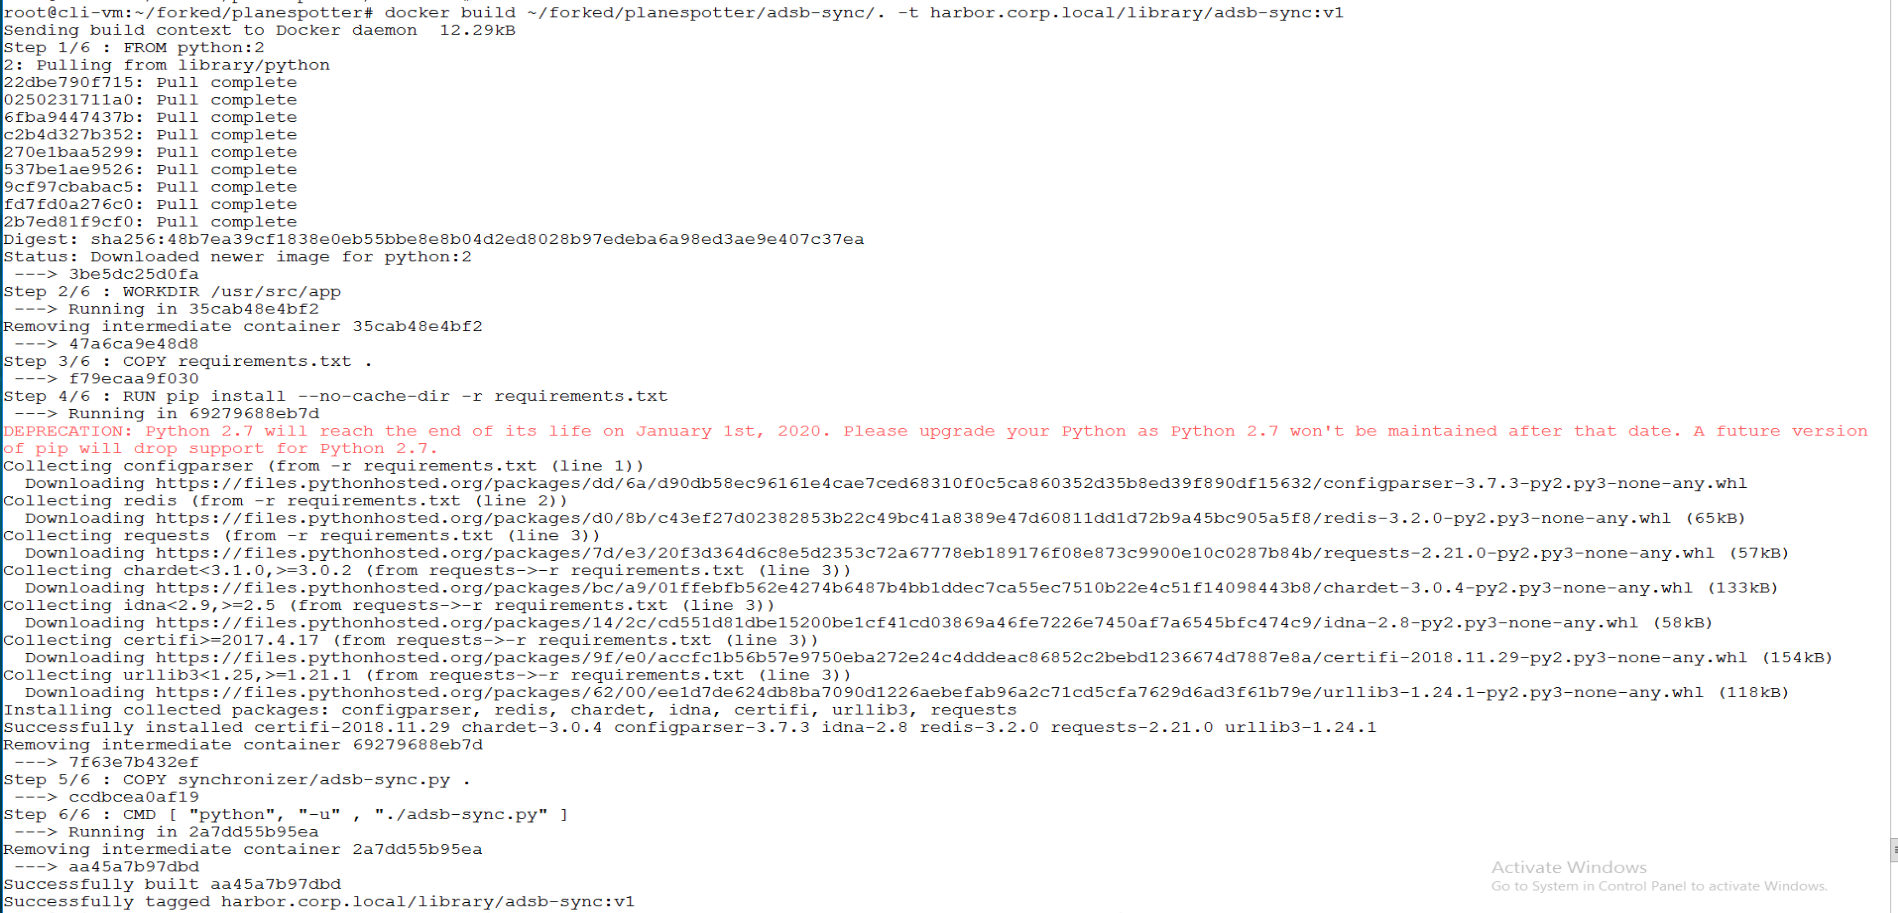 root@cli-vm:~/forked/planespotter# docker build ~/forked/planespotter/adsb-sync/. -t harbor.corp.local/library/adsb-sync:v1
Sending build context to Docker daemon  12.29kB
Step 1/6 : FROM python:2
2: Pulling from library/python
22dbe790f715: Pull complete
0250231711a0: Pull complete
6fba9447437b: Pull complete
c2b4d327b352: Pull complete
270e1baa5299: Pull complete
537be1ae9526: Pull complete
9cf97cbabac5: Pull complete
fd7fd0a276c0: Pull complete
2b7ed81f9cf0: Pull complete
Digest: sha256:48b7ea39cf1838e0eb55bbe8e8b04d2ed8028b97edeba6a98ed3ae9e407c37ea
Status: Downloaded newer image for python:2
 ---> 3be5dc25d0fa
Step 2/6 : WORKDIR /usr/src/app
 ---> Running in 35cab48e4bf2
Removing intermediate container 35cab48e4bf2
 ---> 47a6ca9e48d8
Step 3/6 : COPY requirements.txt .
 ---> f79ecaa9f030
Step 4/6 : RUN pip install --no-cache-dir -r requirements.txt
 ---> Running in 69279688eb7d
DEPRECATION: Python 2.7 will reach the end of its life on January 1st, 2020. Please upgrade your Python as Python 2.7 won't be maintained after that date. A future version
of pip will drop support for Python 2.7.
Collecting configparser (from -r requirements.txt (line 1))
  Downloading https://files.pythonhosted.org/packages/dd/6a/d90db58ec96161e4cae7ced68310f0c5ca860352d35b8ed39f890df15632/configparser-3.7.3-py2.py3-none-any.whl
Collecting redis (from -r requirements.txt (line 2))
  Downloading https://files.pythonhosted.org/packages/d0/8b/c43ef27d02382853b22c49bc41a8389e47d60811dd1d72b9a45bc905a5f8/redis-3.2.0-py2.py3-none-any.whl (65kB)
Collecting requests (from -r requirements.txt (line 3))
  Downloading https://files.pythonhosted.org/packages/7d/e3/20f3d364d6c8e5d2353c72a67778eb189176f08e873c9900e10c0287b84b/requests-2.21.0-py2.py3-none-any.whl (57kB)
Collecting chardet<3.1.0,>=3.0.2 (from requests->-r requirements.txt (line 3))
  Downloading https://files.pythonhosted.org/packages/bc/a9/01ffebfb562e4274b6487b4bb1ddec7ca55ec7510b22e4c51f14098443b8/chardet-3.0.4-py2.py3-none-any.whl (133kB)
Collecting idna<2.9,>=2.5 (from requests->-r requirements.txt (line 3))
  Downloading https://files.pythonhosted.org/packages/14/2c/cd551d81dbe15200be1cf41cd03869a46fe7226e7450af7a6545bfc474c9/idna-2.8-py2.py3-none-any.whl (58kB)
Collecting certifi>=2017.4.17 (from requests->-r requirements.txt (line 3))
  Downloading https://files.pythonhosted.org/packages/9f/e0/accfc1b56b57e9750eba272e24c4dddeac86852c2bebd1236674d7887e8a/certifi-2018.11.29-py2.py3-none-any.whl (154kB)
Collecting urllib3<1.25,>=1.21.1 (from requests->-r requirements.txt (line 3))
  Downloading https://files.pythonhosted.org/packages/62/00/ee1d7de624db8ba7090d1226aebefab96a2c71cd5cfa7629d6ad3f61b79e/urllib3-1.24.1-py2.py3-none-any.whl (118kB)
Installing collected packages: configparser, redis, chardet, idna, certifi, urllib3, requests
Successfully installed certifi-2018.11.29 chardet-3.0.4 configparser-3.7.3 idna-2.8 redis-3.2.0 requests-2.21.0 urllib3-1.24.1
Removing intermediate container 69279688eb7d
 ---> 7f63e7b432ef
Step 5/6 : COPY synchronizer/adsb-sync.py .
 ---> ccdbcea0af19
Step 6/6 : CMD [ "python", "-u" , "./adsb-sync.py" ]
 ---> Running in 2a7dd55b95ea
Removing intermediate container 2a7dd55b95ea
 ---> aa45a7b97dbd
Successfully built aa45a7b97dbd
Successfully tagged harbor.corp.local/library/adsb-sync:v1
Activate Windows
Go to System in Control Panel to activate Windows.